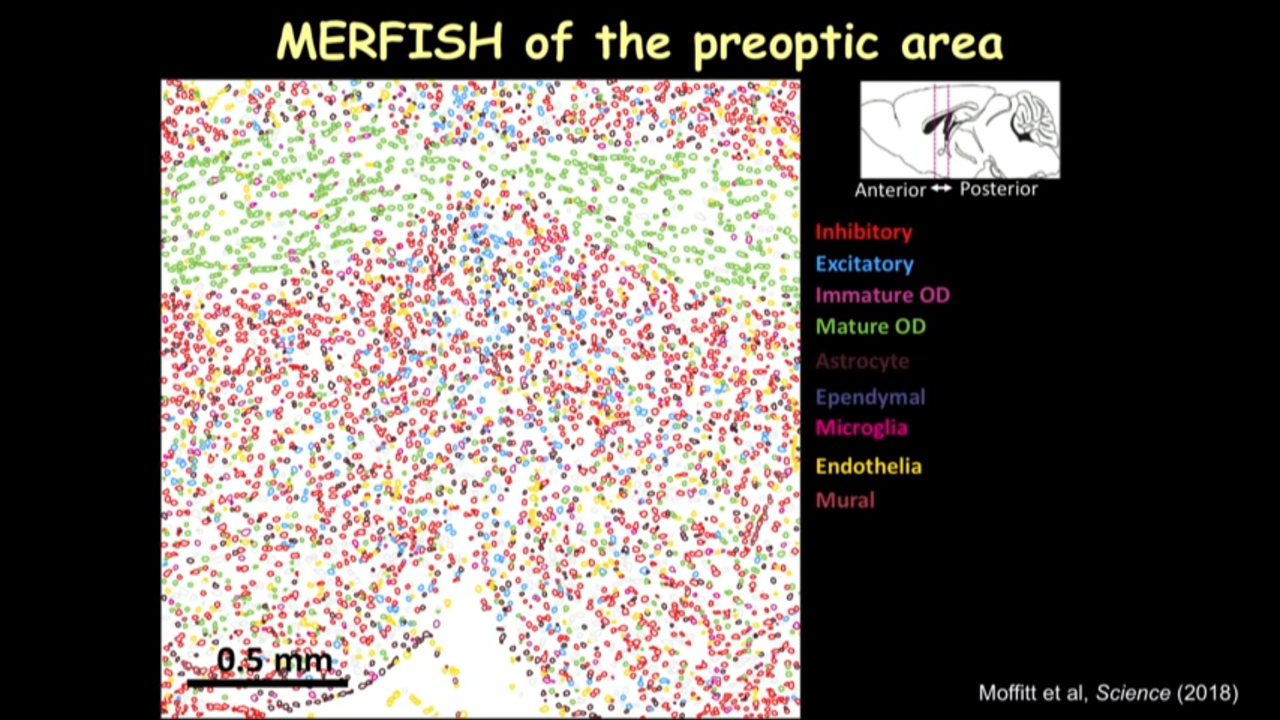 MERFISH of the preoptic area
Anterior ↔ Posterior
Inhibitory
Excitatory
Immature OD
Mature OD
Astrocyte
Ependymal
Microglia
Endothelia
Mural
0.5 mm
Moffitt et al, Science (2018)